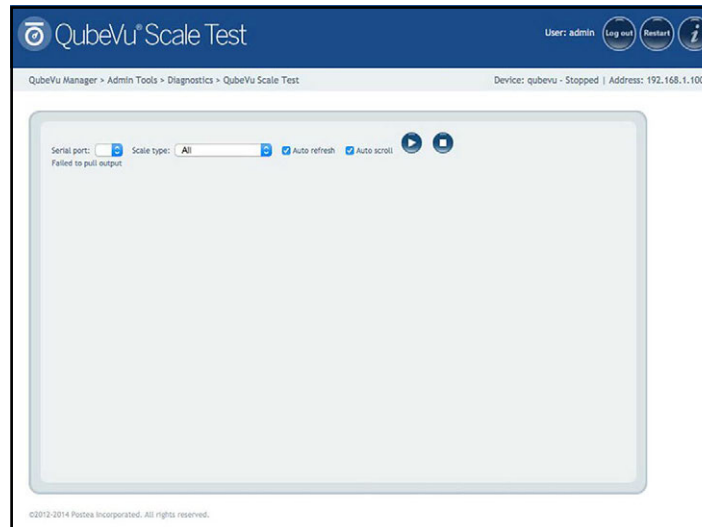 QubeVu® Scale Test
User: admin
Log out
Restart
i
QubeVu Manager > Admin Tools > Diagnostics > QubeVu Scale Test
Device: qubevu - Stopped | Address: 192.168.1.100
Serial port:
Scale type: All
Auto refresh
Auto scroll
Failed to pull output
©2012-2014 Postea Incorporated. All rights reserved.